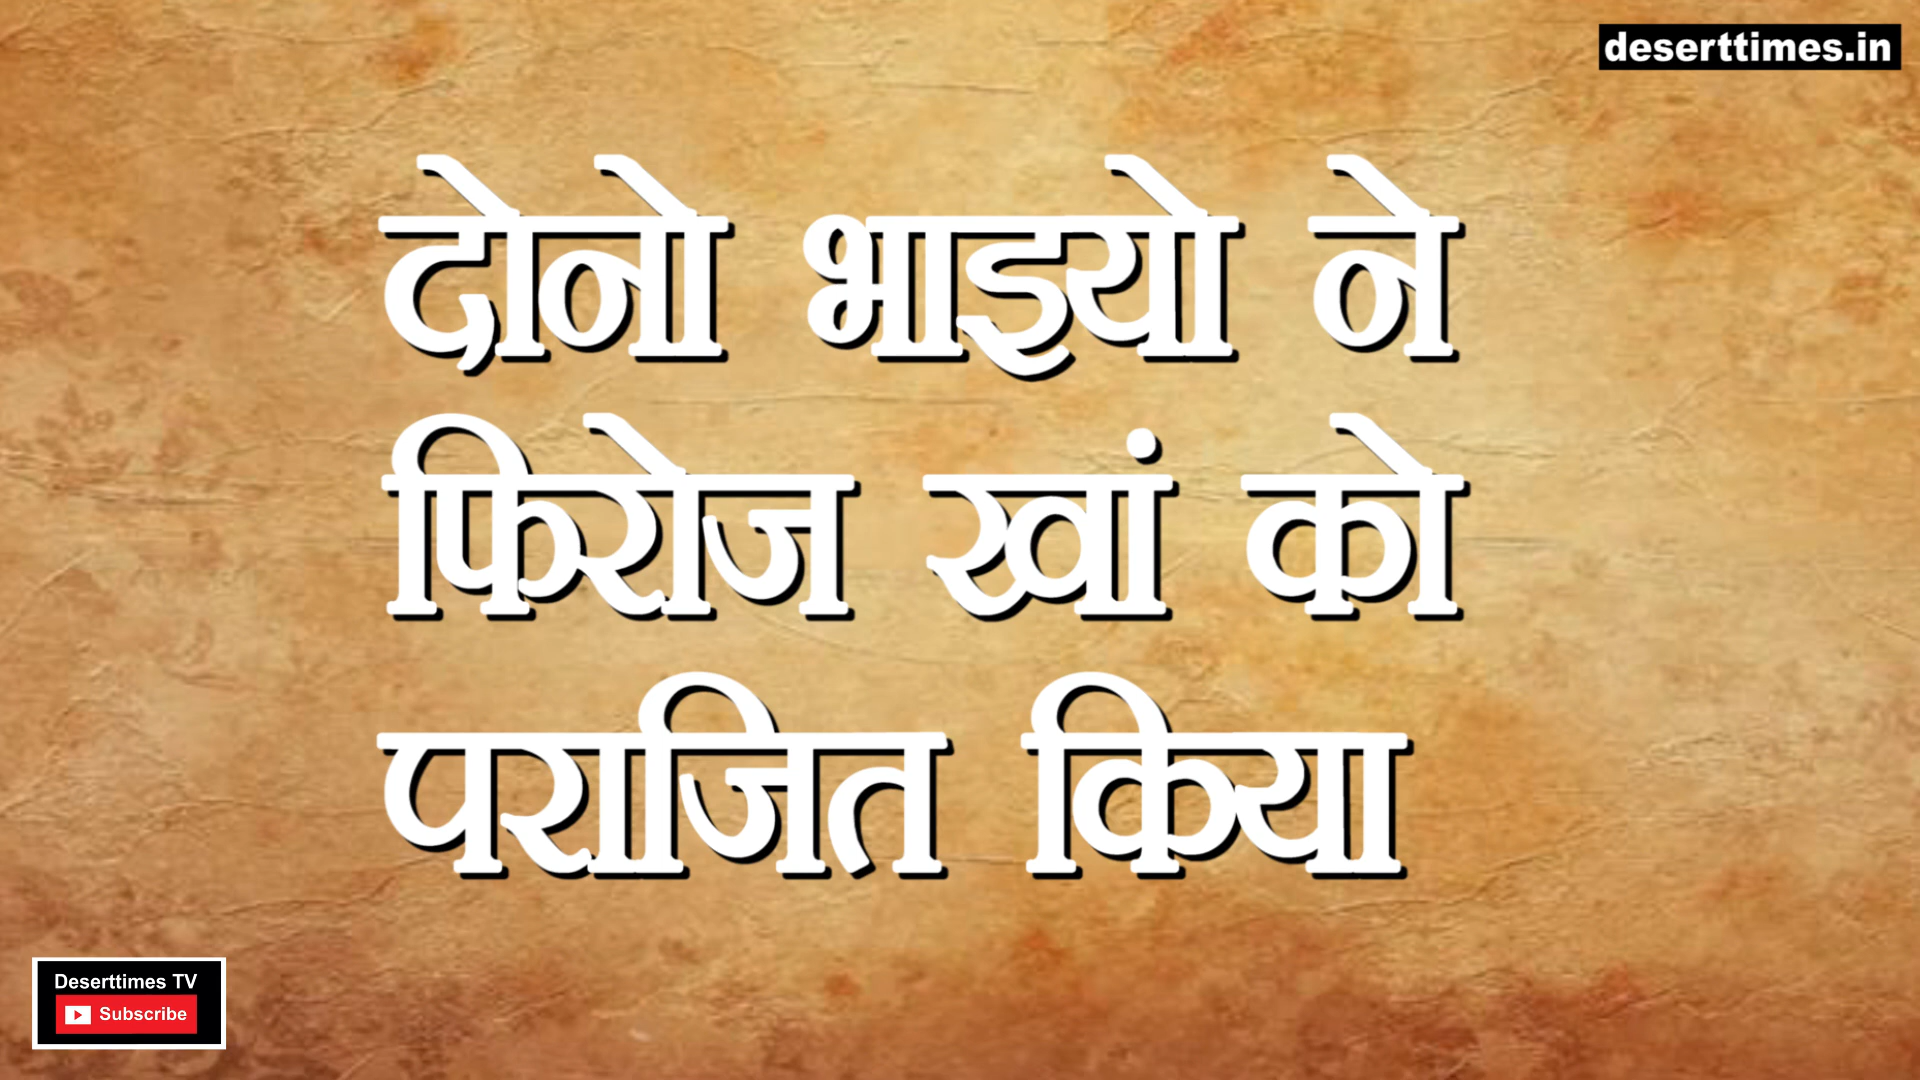 deserttimes.in
दोनो भाइयो ने
फिरोज खां को
पराजित किया
Deserttimes TV
Subscribe